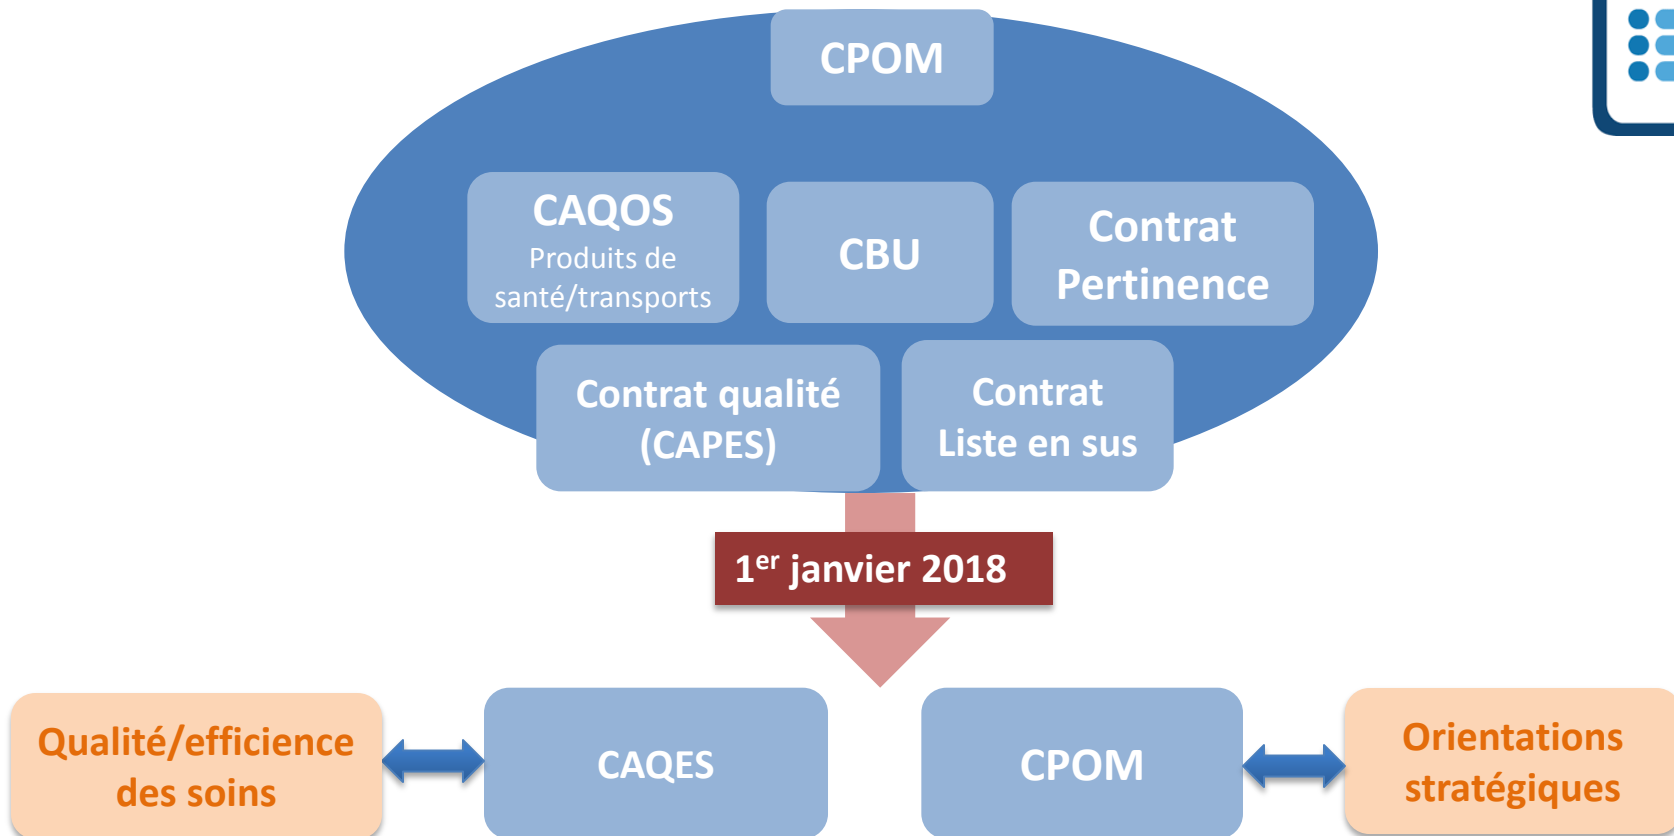 CPOM
CAQOS
Produits de
santé/transports
CBU
Contrat
Pertinence
Contrat qualité
(CAPES)
Contrat
Liste en sus
1er janvier 2018
Qualité/efficience
des soins
CAQES
CPOM
Orientations
stratégiques